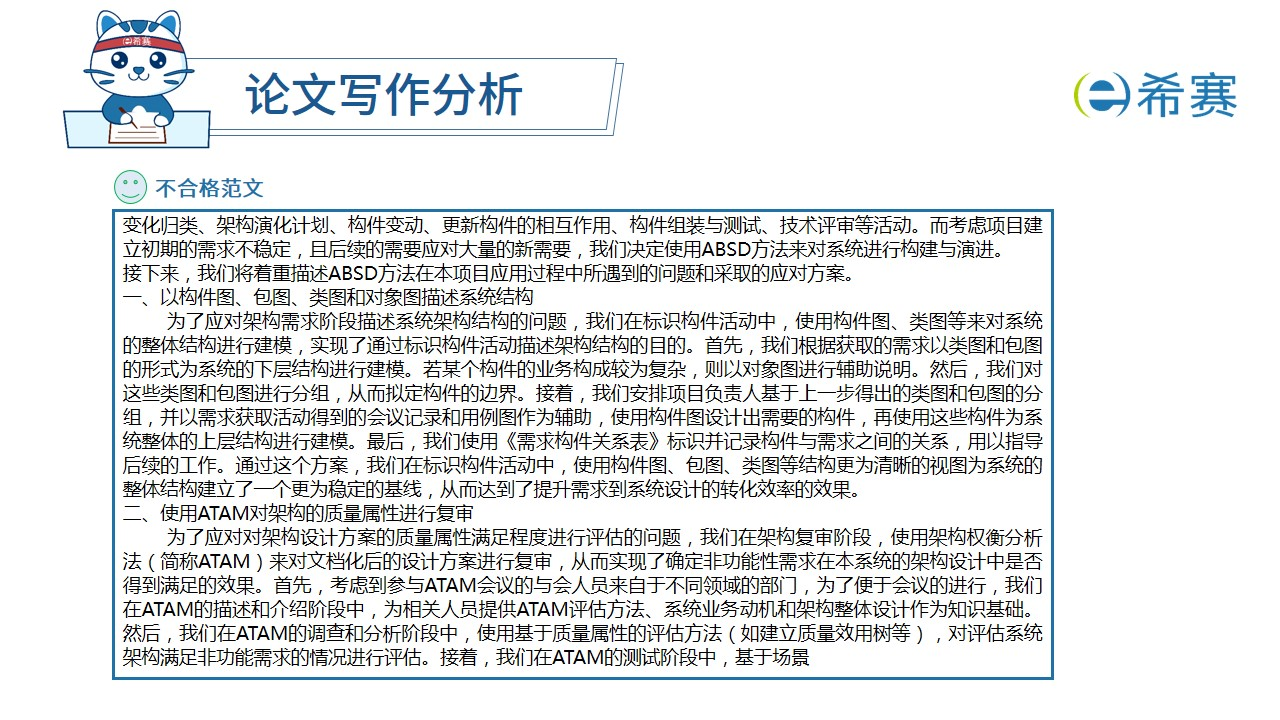 希赛
论文写作分析
希赛
不合格范文
变化归类、架构演化计划、构件变动、更新构件的相互作用、构件组装与测试、技术评审等活动。而考虑项目建
立初期的需求不稳定，且后续的需要应对大量的新需要，我们决定使用ABSD方法来对系统进行构建与演进。
接下来，我们将着重描述ABSD方法在本项目应用过程中所遇到的问题和采取的应对方案。
一、以构件图、包图、类图和对象图描述系统结构
为了应对架构需求阶段描述系统架构结构的问题，我们在标识构件活动中，使用构件图、类图等来对系统
的整体结构进行建模，实现了通过标识构件活动描述架构结构的目的。首先，我们根据获取的需求以类图和包图
的形式为系统的下层结构进行建模。若某个构件的业务构成较为复杂，则以对象图进行辅助说明。然后，我们对
这些类图和包图进行分组，从而拟定构件的边界。接着，我们安排项目负责人基于上一步得出的类图和包图的分
组，并以需求获取活动得到的会议记录和用例图作为辅助，使用构件图设计出需要的构件，再使用这些构件为系
统整体的上层结构进行建模。最后，我们使用《需求构件关系表》标识并记录构件与需求之间的关系，用以指导
后续的工作。通过这个方案，我们在标识构件活动中，使用构件图、包图、类图等结构更为清晰的视图为系统的
整体结构建立了一个更为稳定的基线，从而达到了提升需求到系统设计的转化效率的效果。
二、使用ATAM对架构的质量属性进行复审
为了应对对架构设计方案的质量属性满足程度进行评估的问题，我们在架构复审阶段，使用架构权衡分析
法（简称ATAM）来对文档化后的设计方案进行复审，从而实现了确定非功能性需求在本系统的架构设计中是否
得到满足的效果。首先，考虑到参与ATAM会议的与会人员来自于不同领域的部门，为了便于会议的进行，我们
在ATAM的描述和介绍阶段中，为相关人员提供ATAM评估方法、系统业务动机和架构整体设计作为知识基础。
然后，我们在ATAM的调查和分析阶段中，使用基于质量属性的评估方法（如建立质量效用树等），对评估系统
架构满足非功能需求的情况进行评估。接着，我们在ATAM的测试阶段中，基于场景